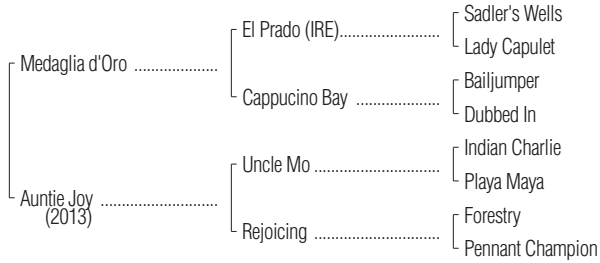 Sadler's Wells
El Prado (IRE)....................
Lady Capulet
Medaglia d'Oro ....................
Bailjumper
Cappucino Bay ....................
Dubbed In
Indian Charlie
Uncle Mo ..............................
Playa Maya
Auntie Joy ............................
(2013)
Forestry
Rejoicing ..............................
Pennant Champion